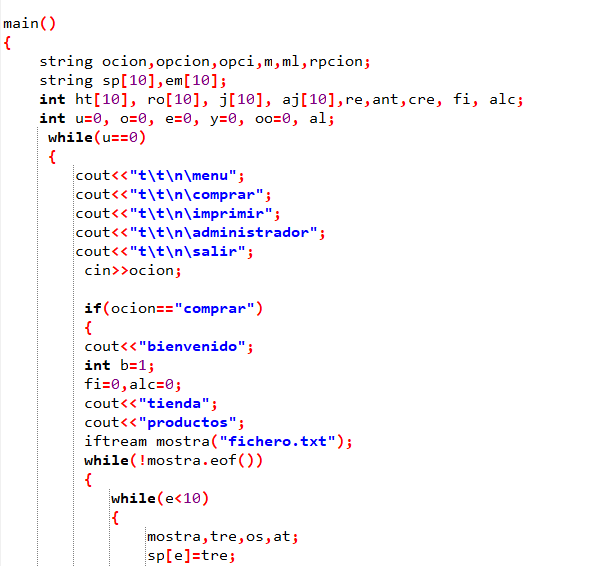 main()
{
string ocion,opcion,opci,m,ml,rpcion;
string sp[10],em[10];
int ht[10], ro[10], j[10], aj[10],re,ant,cre, fi, alc;
int u=0, o=0, e=0, y=0, oo=0, al;
while(u==0)
{
cout<<"t\t\n\menu";
cout<<"t\t\n\comprar";
cout<<"t\t\n\imprimir";
cout<<"t\t\n\administrador";
cout<<"t\t\n\salir";
cin>>ocion;
if(ocion=="comprar")
{
cout<<"bienvenido";
int b=1;
fi=0,alc=0;
cout<<"tienda";
cout<<"productos";
iftream mostra("fichero.txt");
while(!mostra.eof())
{
while(e<10)
{
mostra,tre,os,at;
sp[e]=tre;